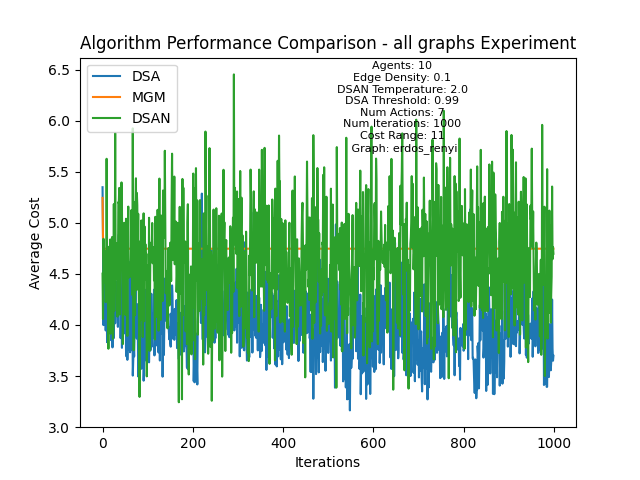 Algorithm Performance Comparison - all graphs Experiment
DSA
MGM
DSAN
Agents: 10
Edge Density: 0.1
DSAN Temperature: 2.0
DSA Threshold: 0.99
Num Actions: 7
Num Iterations: 1000
Cost Range: 11
Graph: erdos_renyi
Average Cost
6.5
6.0
5.5
5.0
4.5
4.0
3.5
3.0
0
200
400
600
800
1000
Iterations